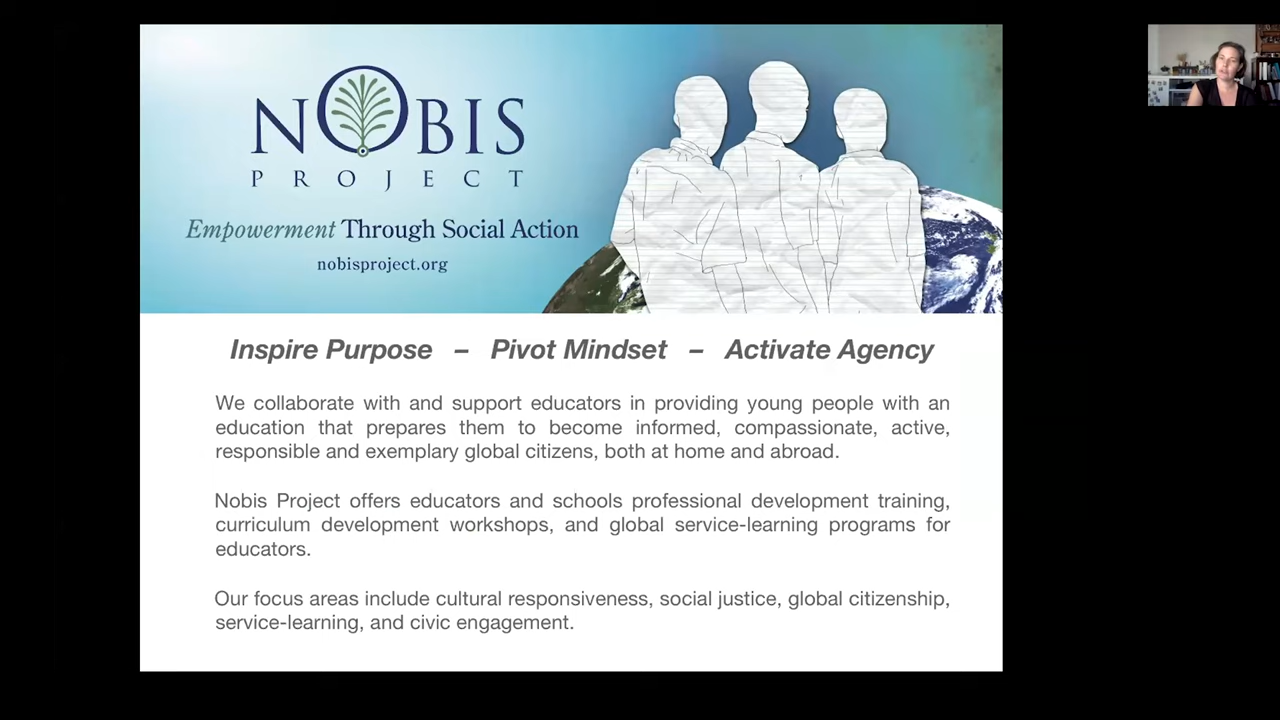 NOBIS
PROJECT
Empowerment Through Social Action
nobisproject.org
Inspire Purpose – Pivot Mindset – Activate Agency
We collaborate with and support educators in providing young people with an
education that prepares them to become informed, compassionate, active,
responsible and exemplary global citizens, both at home and abroad.
Nobis Project offers educators and schools professional development training,
curriculum development workshops, and global service-learning programs for
educators.
Our focus areas include cultural responsiveness, social justice, global citizenship,
service-learning, and civic engagement.